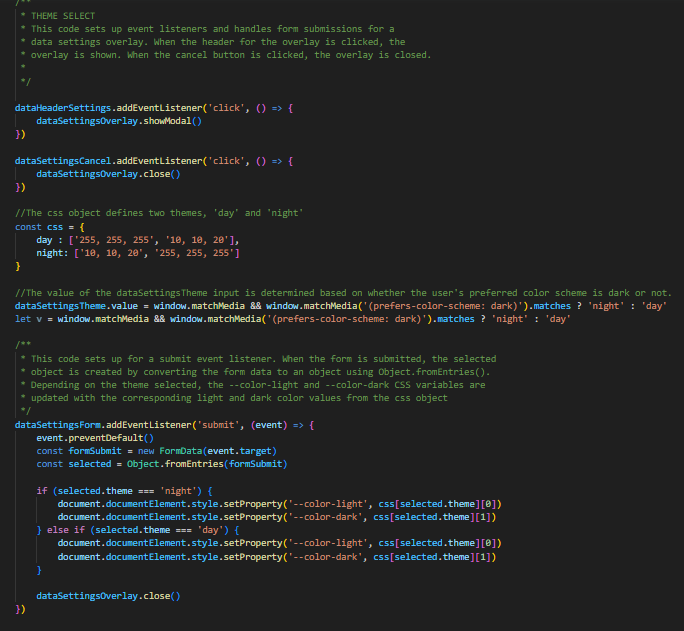 /**
 * THEME SELECT
 * This code sets up event listeners and handles form submissions for a
 * data settings overlay. When the header for the overlay is clicked, the
 * overlay is shown. When the cancel button is clicked, the overlay is closed.
 *
 */
dataHeaderSettings.addEventListener('click', () => {
    dataSettingsOverlay.showModal()
})
dataSettingsCancel.addEventListener('click', () => {
    dataSettingsOverlay.close()
})
//The css object defines two themes, 'day' and 'night'
const css = {
    day : ['255, 255, 255', '10, 10, 20'],
    night: ['10, 10, 20', '255, 255, 255']
}
//The value of the dataSettingsTheme input is determined based on whether the user's preferred color scheme is dark or not.
dataSettingsTheme.value = window.matchMedia && window.matchMedia('(prefers-color-scheme: dark)').matches ? 'night' : 'day'
let v = window.matchMedia && window.matchMedia('(prefers-color-scheme: dark)').matches ? 'night' : 'day'
/**
 * This code sets up for a submit event listener. When the form is submitted, the selected
 * object is created by converting the form data to an object using Object.fromEntries().
 * Depending on the theme selected, the --color-light and --color-dark CSS variables are
 * updated with the corresponding light and dark color values from the css object
 */
dataSettingsForm.addEventListener('submit', (event) => {
    event.preventDefault()
    const formSubmit = new FormData(event.target)
    const selected = Object.fromEntries(formSubmit)
    if (selected.theme === 'night') {
        document.documentElement.style.setProperty('--color-light', css[selected.theme][0])
        document.documentElement.style.setProperty('--color-dark', css[selected.theme][1])
    } else if (selected.theme === 'day') {
        document.documentElement.style.setProperty('--color-light', css[selected.theme][0])
        document.documentElement.style.setProperty('--color-dark', css[selected.theme][1])
    }
    dataSettingsOverlay.close()
})